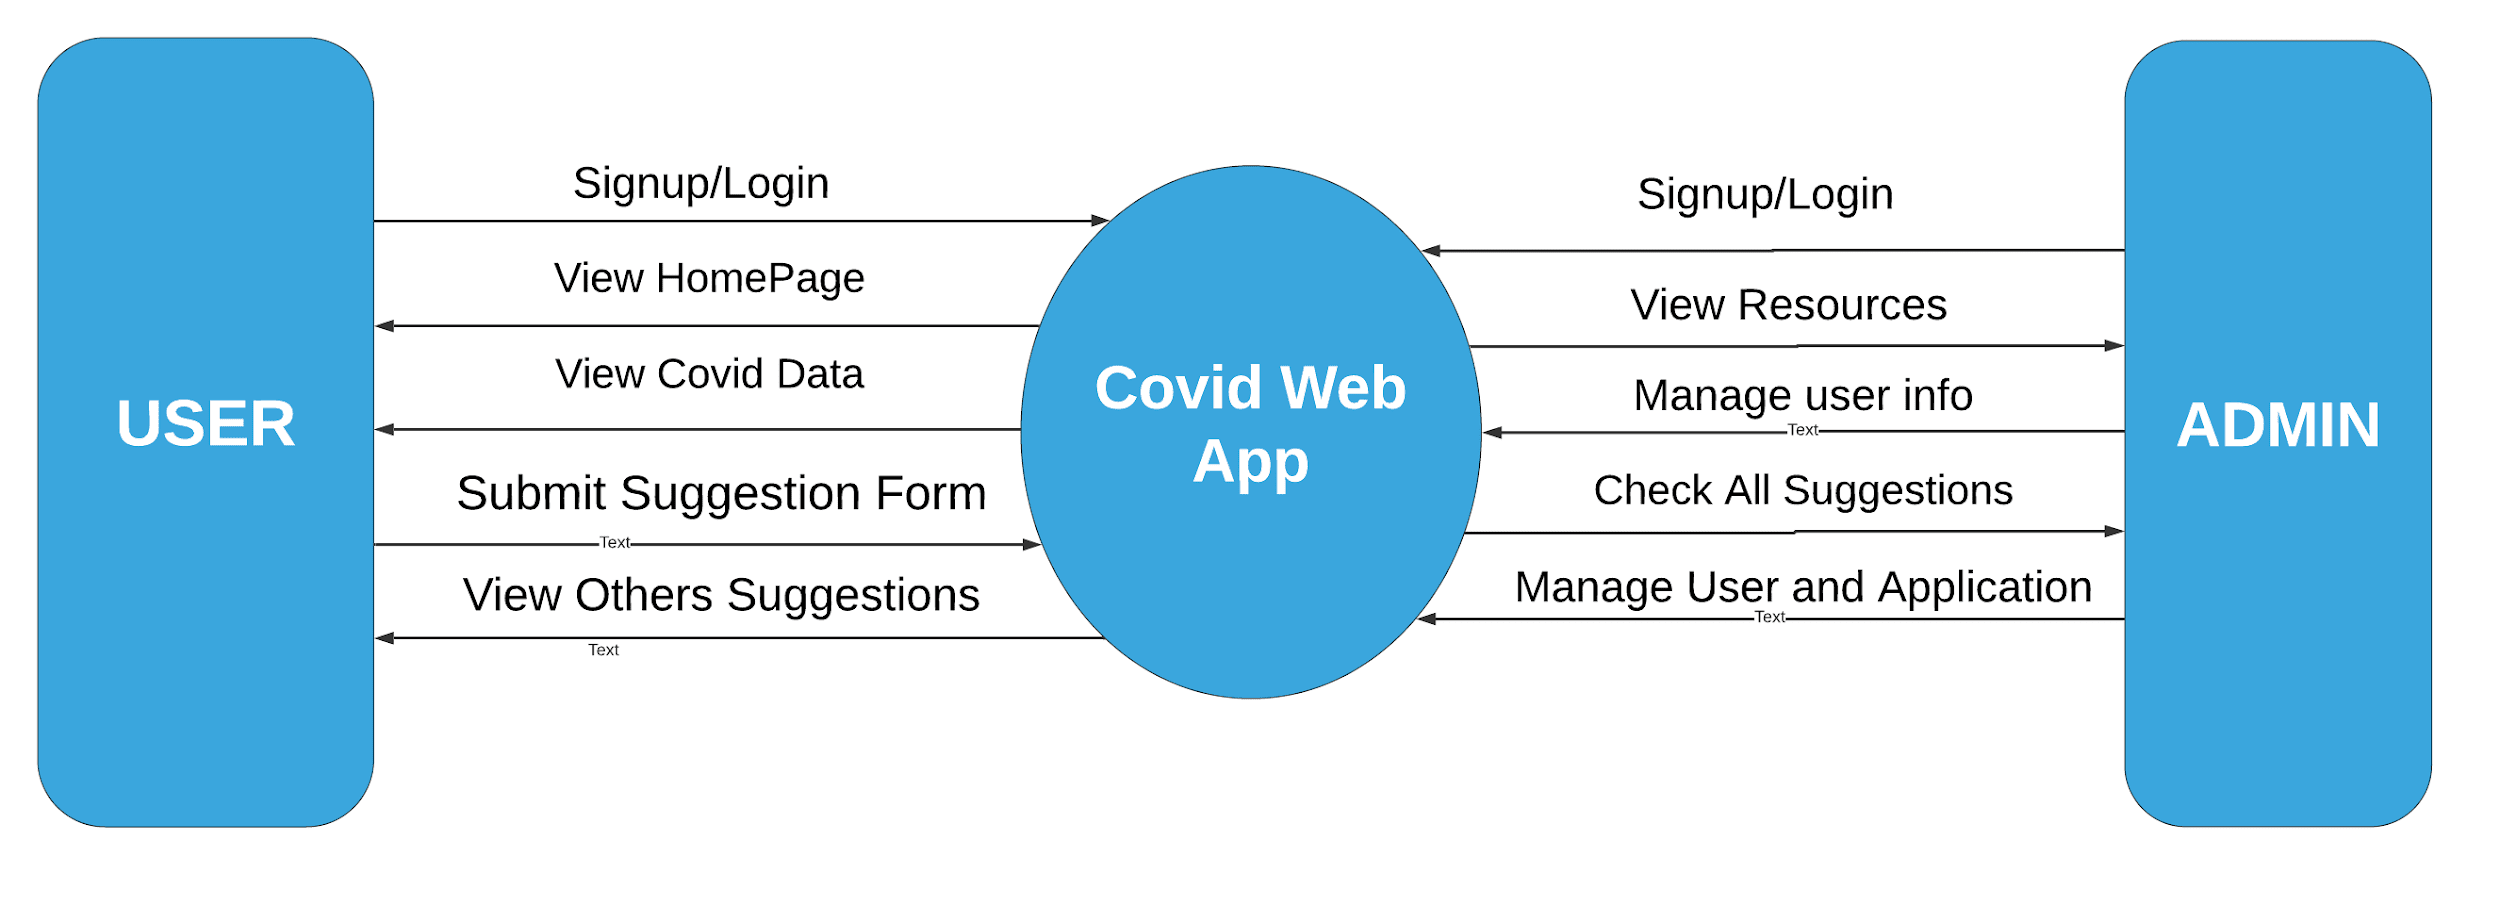 USER
Signup/Login
View HomePage
View Covid Data
Submit Suggestion Form
Text
View Others Suggestions
Text
Covid Web
App
Signup/Login
View Resources
Manage user info
Text
Check All Suggestions
Manage User and Application
Text
ADMIN